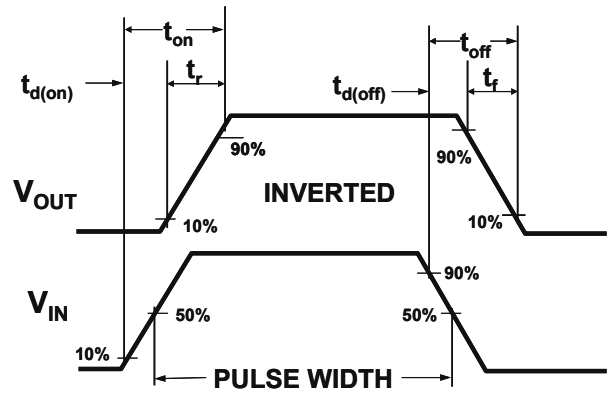 t_on
t_off
t_d(on)
t_r
t_d(off)
t_f
90%
90%
V_OUT
INVERTED
10%
10%
90%
V_IN
50%
50%
10%
PULSE WIDTH